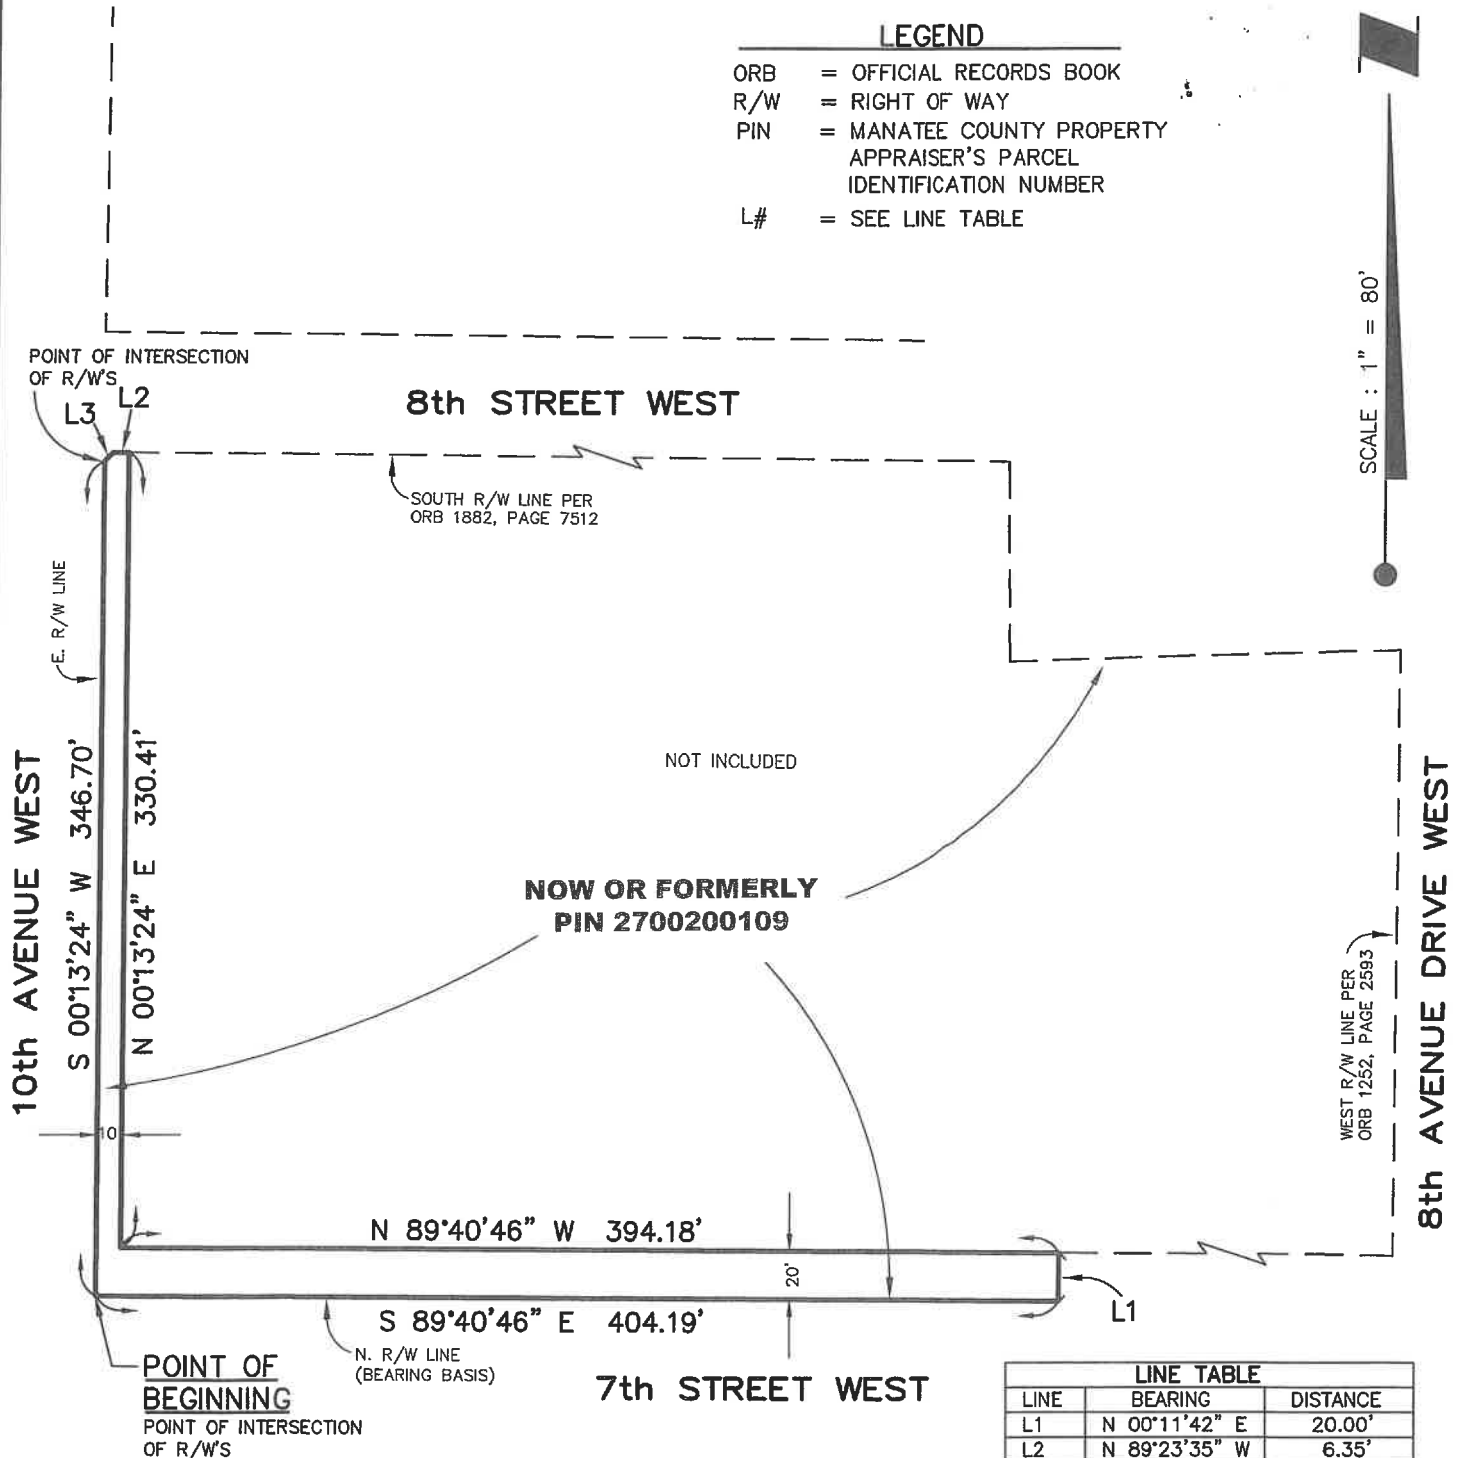 LEGEND
ORB = OFFICIAL RECORDS BOOK
R/W = RIGHT OF WAY
PIN = MANATEE COUNTY PROPERTY
APPRAISER'S PARCEL
IDENTIFICATION NUMBER
L# = SEE LINE TABLE
SCALE : 1" = 80'
POINT OF INTERSECTION
OF R/W'S
L3
L2
8th STREET WEST
SOUTH R/W LINE PER
ORB 1882, PAGE 7512
E. R/W LINE
10th AVENUE WEST
S 00°13'24" W 346.70'
N 00°13'24" E 330.41'
NOT INCLUDED
NOW OR FORMERLY
PIN 2700200109
WEST R/W LINE PER
ORB 1252, PAGE 2593
8th AVENUE DRIVE WEST
10
N 89°40'46" W 394.18'
20'
L1
S 89°40'46" E 404.19'
N. R/W LINE
(BEARING BASIS)
POINT OF
BEGINNING
POINT OF INTERSECTION
OF R/W'S
7th STREET WEST
LINE TABLE
LINE BEARING DISTANCE
L1 N 00°11'42" E 20.00'
L2 N 89°23'35" W 6.35'